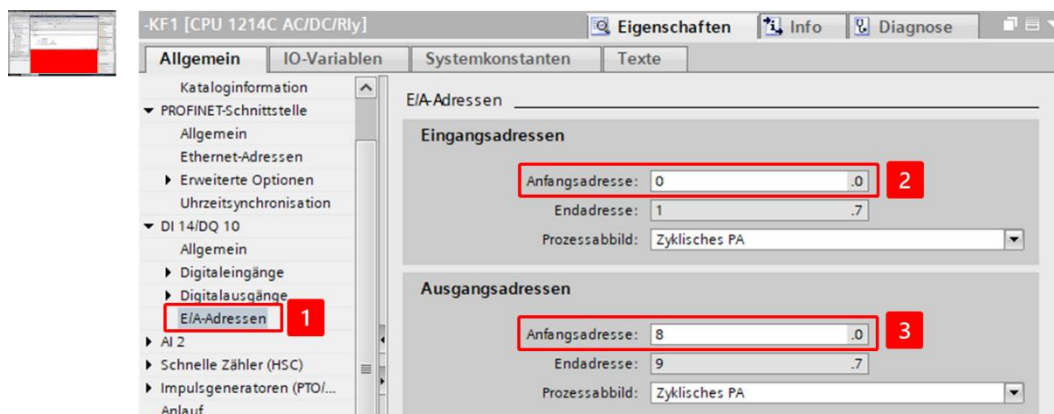 -KF1 [CPU 1214C AC/DC/Rly]
Eigenschaften Info Diagnose
Allgemein IO-Variablen Systemkonstanten Texte
Kataloginformation
PROFINET-Schnittstelle
Allgemein
Ethernet-Adressen
Erweiterte Optionen
Uhrzeitsynchronisation
DI 14/DQ 10
Allgemein
Digitaleingänge
Digitalausgänge
E/A-Adressen 1
AI 2
Schnelle Zähler (HSC)
Impulsgeneratoren (PTO/...
Anlauf
E/A-Adressen
Eingangsadressen
Anfangsadresse: 0 .0 2
Endadresse: 1 .7
Prozessabbild: Zyklisches PA
Ausgangsadressen
Anfangsadresse: 8 .0 3
Endadresse: 9 .7
Prozessabbild: Zyklisches PA